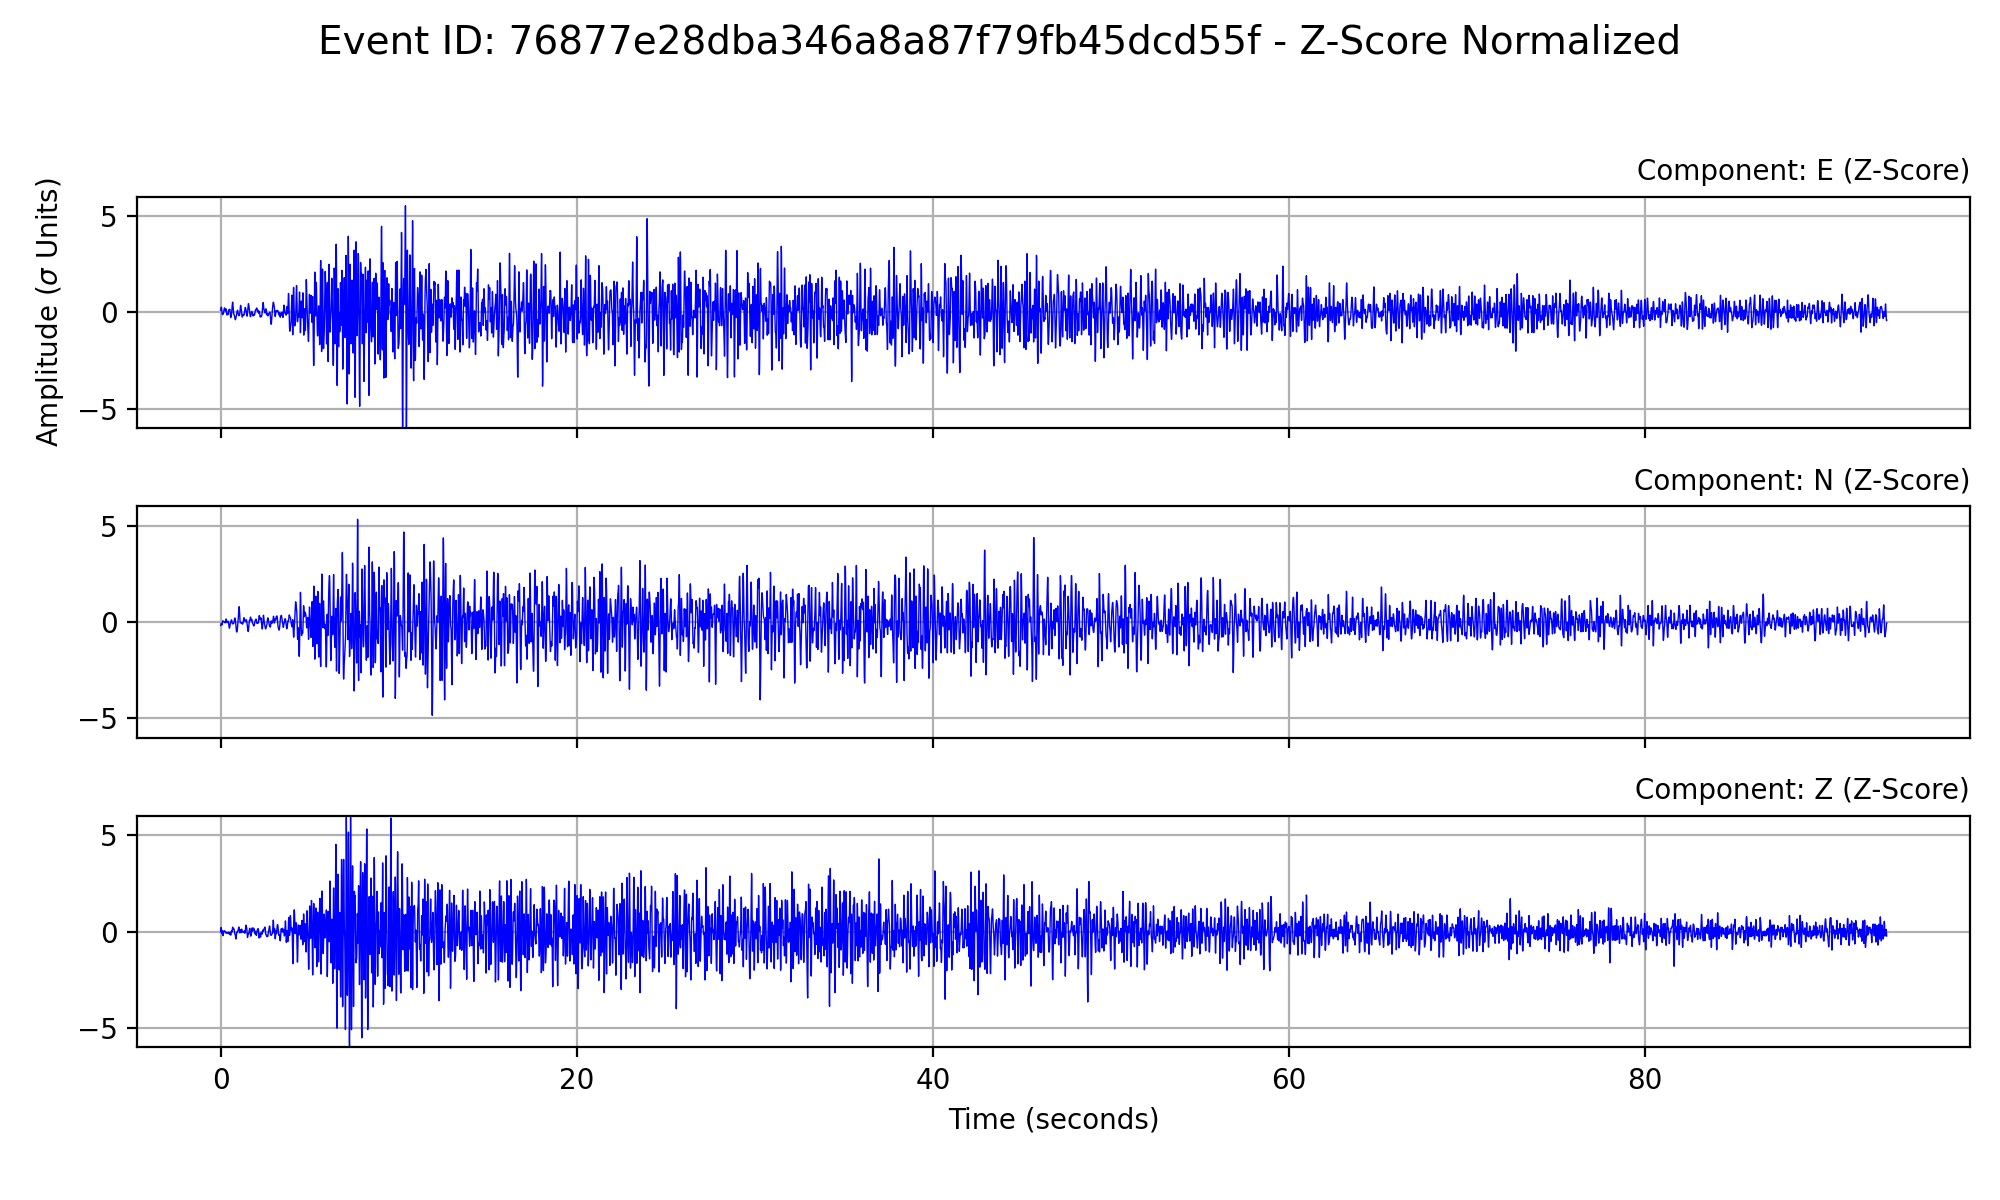 Event ID: 76877e28dba346a8a87f79fb45dcd55f - Z-Score Normalized
Component: E (Z-Score)
Amplitude (σ Units)
5
0
−5
Component: N (Z-Score)
5
0
−5
Component: Z (Z-Score)
5
0
−5
0 20 40 60 80
Time (seconds)